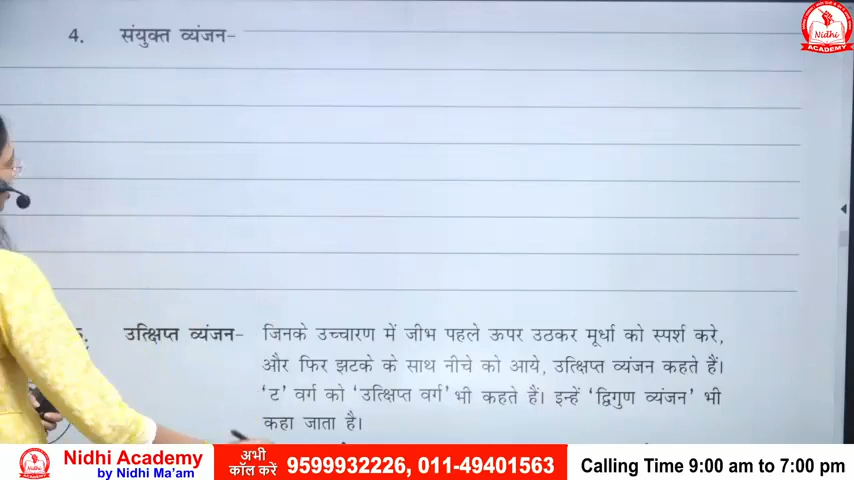 4. संयुक्त व्यंजन-
उत्क्षिप्त व्यंजन- जिनके उच्चारण में जीभ पहले ऊपर उठकर मूर्धा को स्पर्श करे,
और फिर झटके के साथ नीचे को आये, उत्क्षिप्त व्यंजन कहते हैं।
‘ट’ वर्ग को ‘उत्क्षिप्त वर्ग’ भी कहते हैं। इन्हें ‘द्विगुण व्यंजन’ भी
कहा जाता है।
Nidhi
ACADEMY
Nidhi Academy
by Nidhi Ma'am
अभी
कॉल करें
9599932226, 011-49401563
Calling Time 9:00 am to 7:00 pm